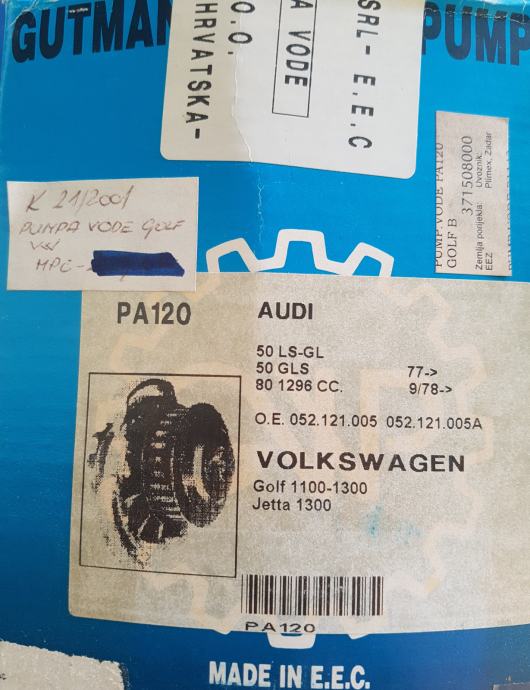 GUTMAN
PUMP
SRL- E.E.C
A VODE
O.O.
HRVATSKA-
PUMP.VODE PA120
GOLF B 371508000
Zemlja porijekla: Uvoznik:
EEZ Plimex, Zadar
K 21/2001
PUMPA VODE GOLF
VW
MPC-
PA120
AUDI
50 LS-GL
50 GLS 77->
80 1296 CC. 9/78->
O.E. 052.121.005 052.121.005A
VOLKSWAGEN
Golf 1100-1300
Jetta 1300
PA120
MADE IN E.E.C.